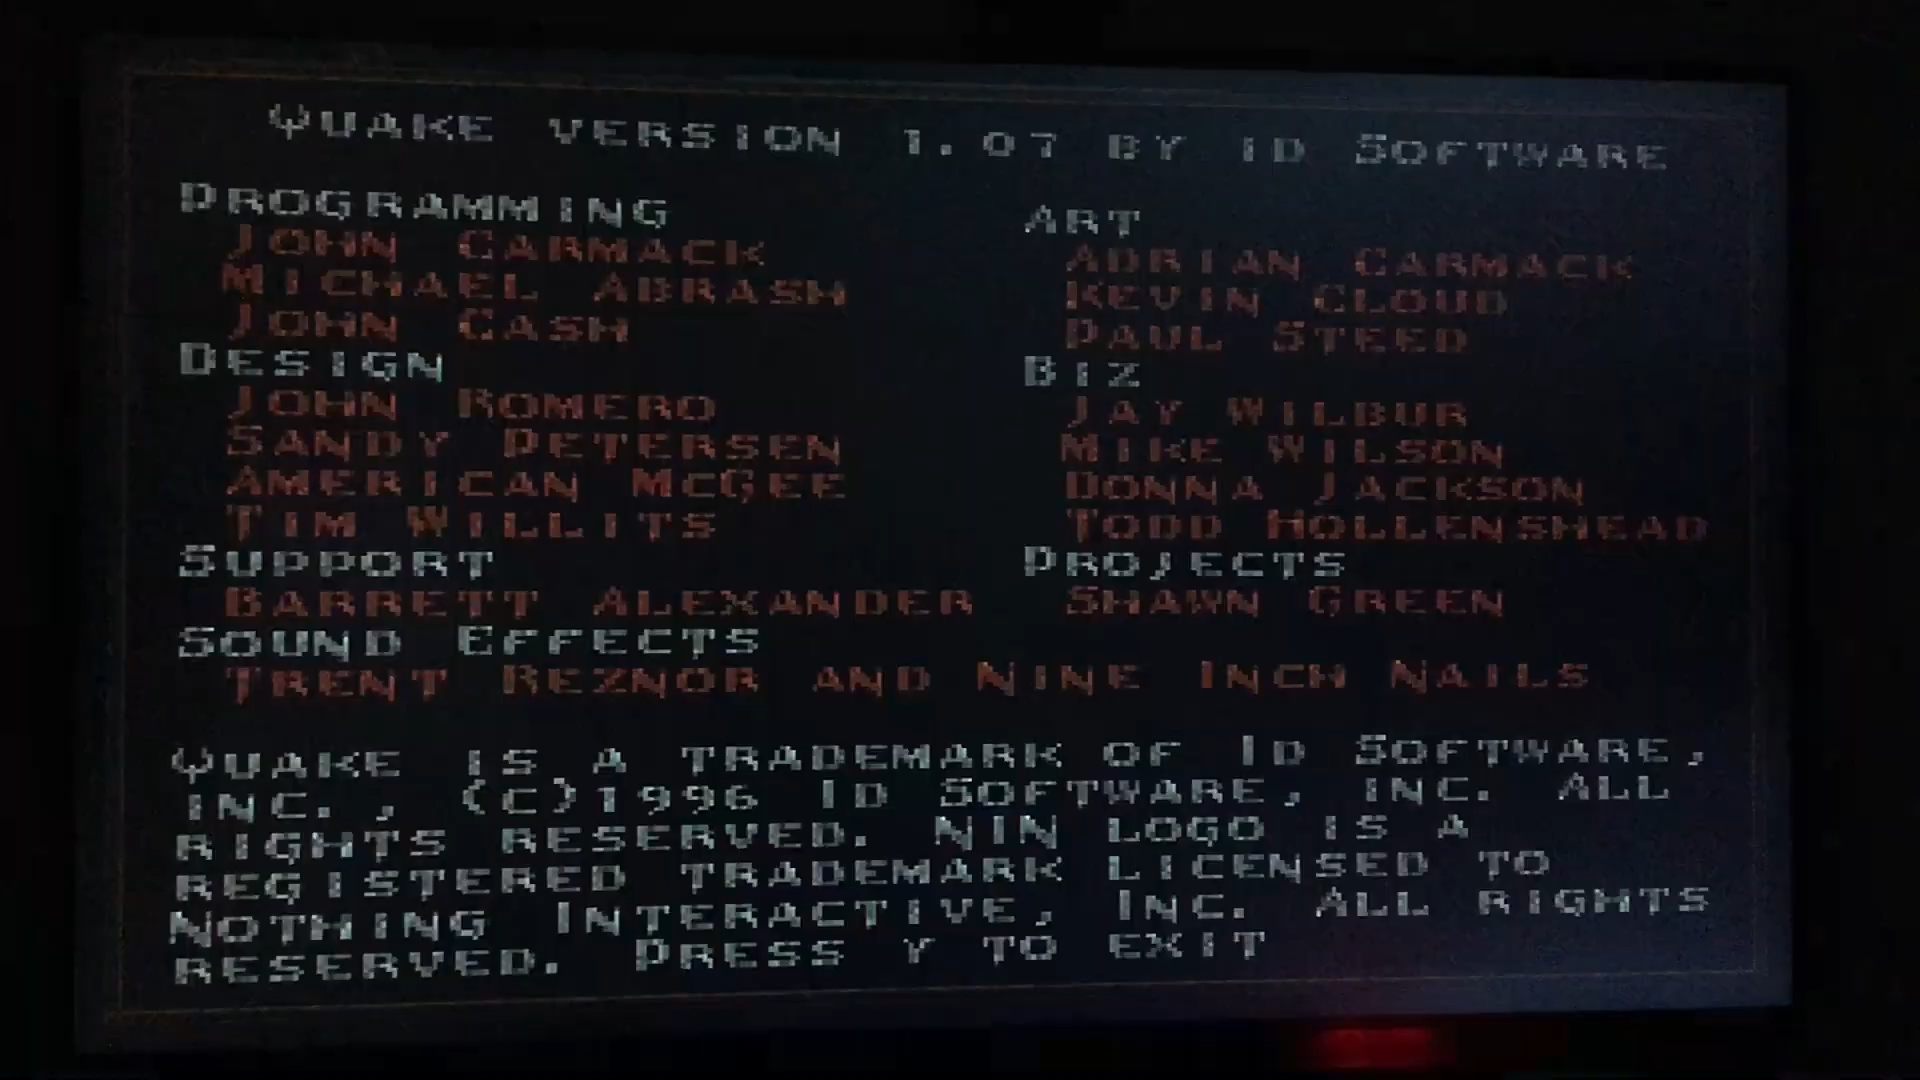 Quake version 1.07 by id Software
Programming
John Carmack
Michael Abrash
John Cash
Design
John Romero
Sandy Petersen
American McGee
Tim Willits
Support
Barrett Alexander
Sound Effects
Trent Reznor and Nine Inch Nails
Art
Adrian Carmack
Kevin Cloud
Paul Steed
Biz
Jay Wilbur
Mike Wilson
Donna Jackson
Todd Hollenshead
Projects
Shawn Green
Quake is a trademark of Id Software,
inc., (c)1996 Id Software, inc. All
rights reserved. NIN logo is a
registered trademark licensed to
Nothing Interactive, Inc. All rights
reserved. Press y to exit